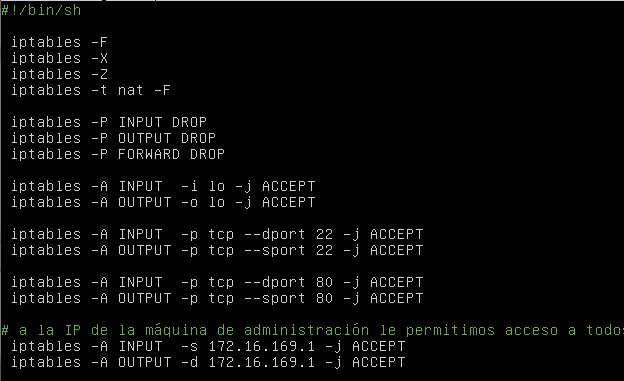 #!/bin/sh
iptables -F
iptables -X
iptables -Z
iptables -t nat -F
iptables -P INPUT DROP
iptables -P OUTPUT DROP
iptables -P FORWARD DROP
iptables -A INPUT  -i lo -j ACCEPT
iptables -A OUTPUT -o lo -j ACCEPT
iptables -A INPUT  -p tcp --dport 22 -j ACCEPT
iptables -A OUTPUT -p tcp --sport 22 -j ACCEPT
iptables -A INPUT  -p tcp --dport 80 -j ACCEPT
iptables -A OUTPUT -p tcp --sport 80 -j ACCEPT
# a la IP de la máquina de administración le permitimos acceso a todos
iptables -A INPUT  -s 172.16.169.1 -j ACCEPT
iptables -A OUTPUT -d 172.16.169.1 -j ACCEPT